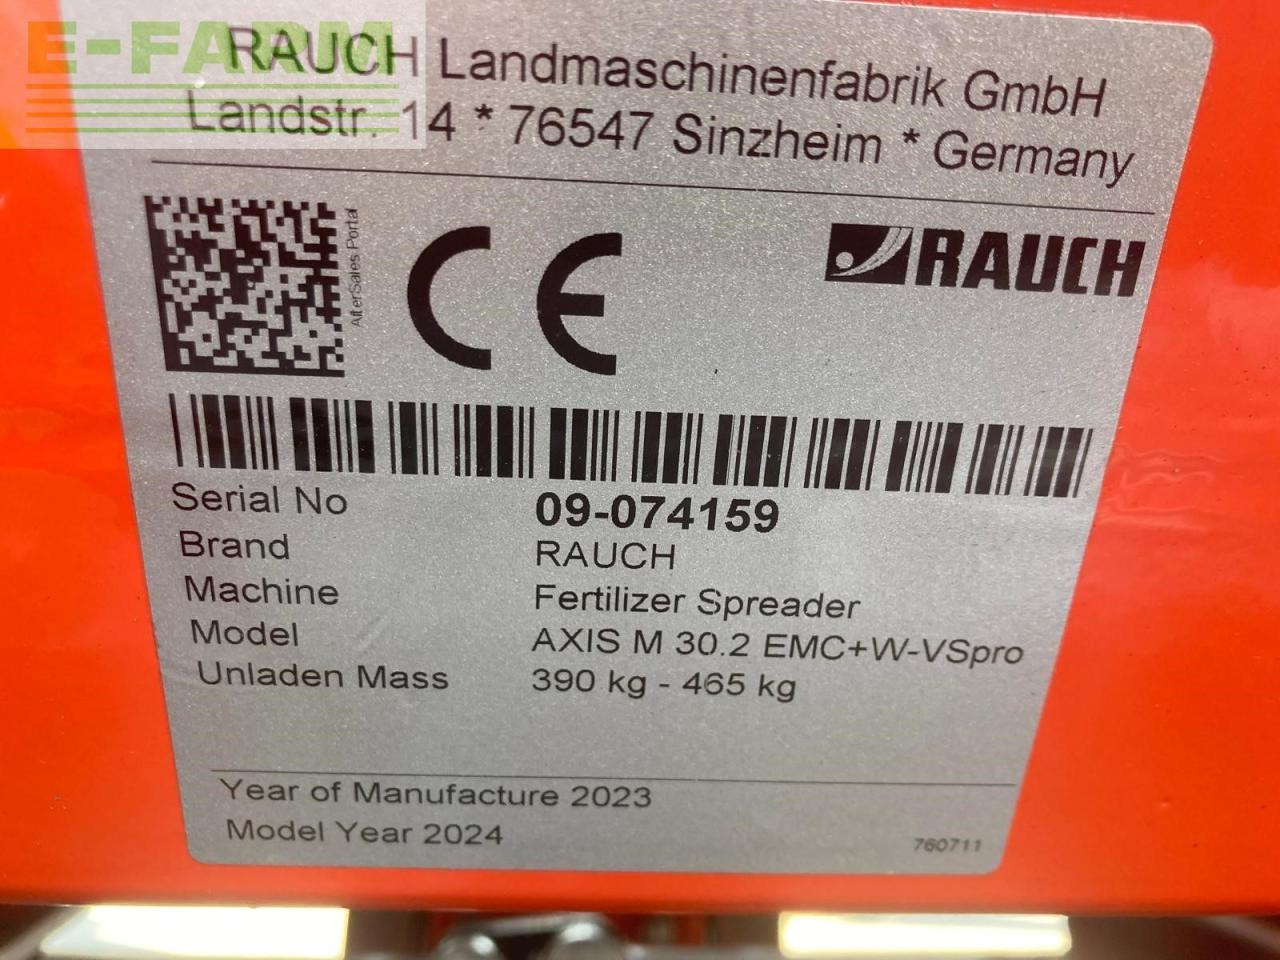 E-FARM
RAUCH Landmaschinenfabrik GmbH
Landstr. 14 * 76547 Sinzheim * Germany
AfterSales Portal
CE
RAUCH
Serial No 09-074159
Brand RAUCH
Machine Fertilizer Spreader
Model AXIS M 30.2 EMC+W-VSpro
Unladen Mass 390 kg - 465 kg
Year of Manufacture 2023
Model Year 2024
760711